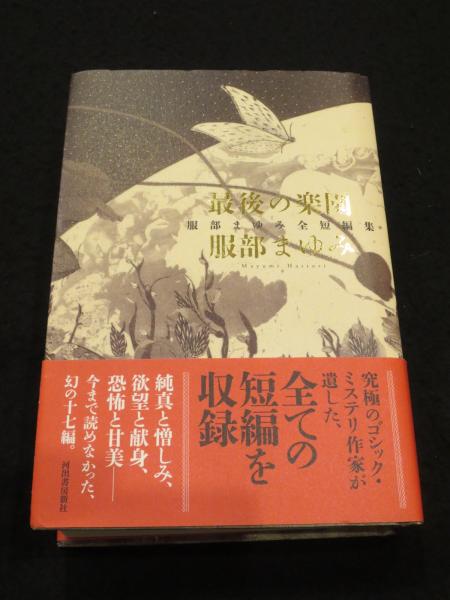 最後の楽園
服部まゆみ全短編集
服部まゆみ
Mayumi Hattori
究極のゴシック・
ミステリ作家が
遺した、
全ての
短編を
収録
純真と憎しみ、
欲望と献身、
恐怖と甘美――
今まで読めなかった、
幻の十七編。
河出書房新社